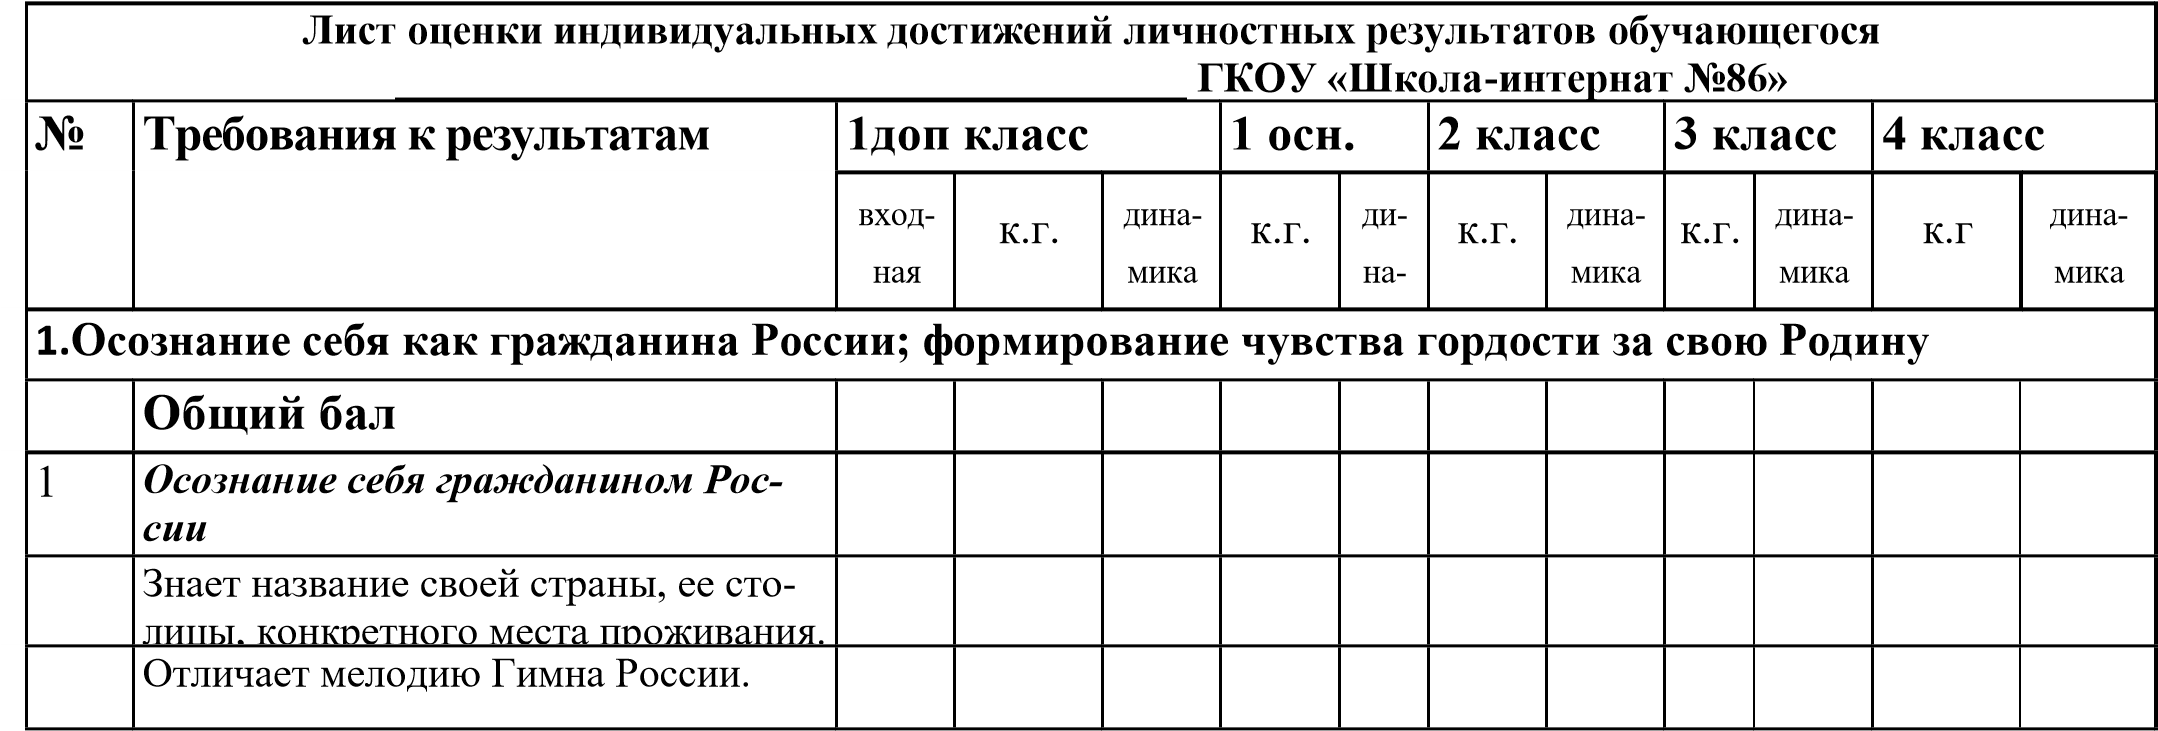 Лист оценки индивидуальных достижений личностных результатов обучающегося
ГКОУ «Школа-интернат №86»
№ Требования к результатам 1доп класс 1 осн. 2 класс 3 класс 4 класс
вход- к.г. дина- к.г. ди- к.г. дина- к.г. дина- к.г дина-
ная мика на- мика мика мика
1.Осознание себя как гражданина России; формирование чувства гордости за свою Родину
Общий бал
1 Осознание себя гражданином Рос-
сии
Знает название своей страны, ее сто-
лицы, конкретного места проживания.
Отличает мелодию Гимна России.